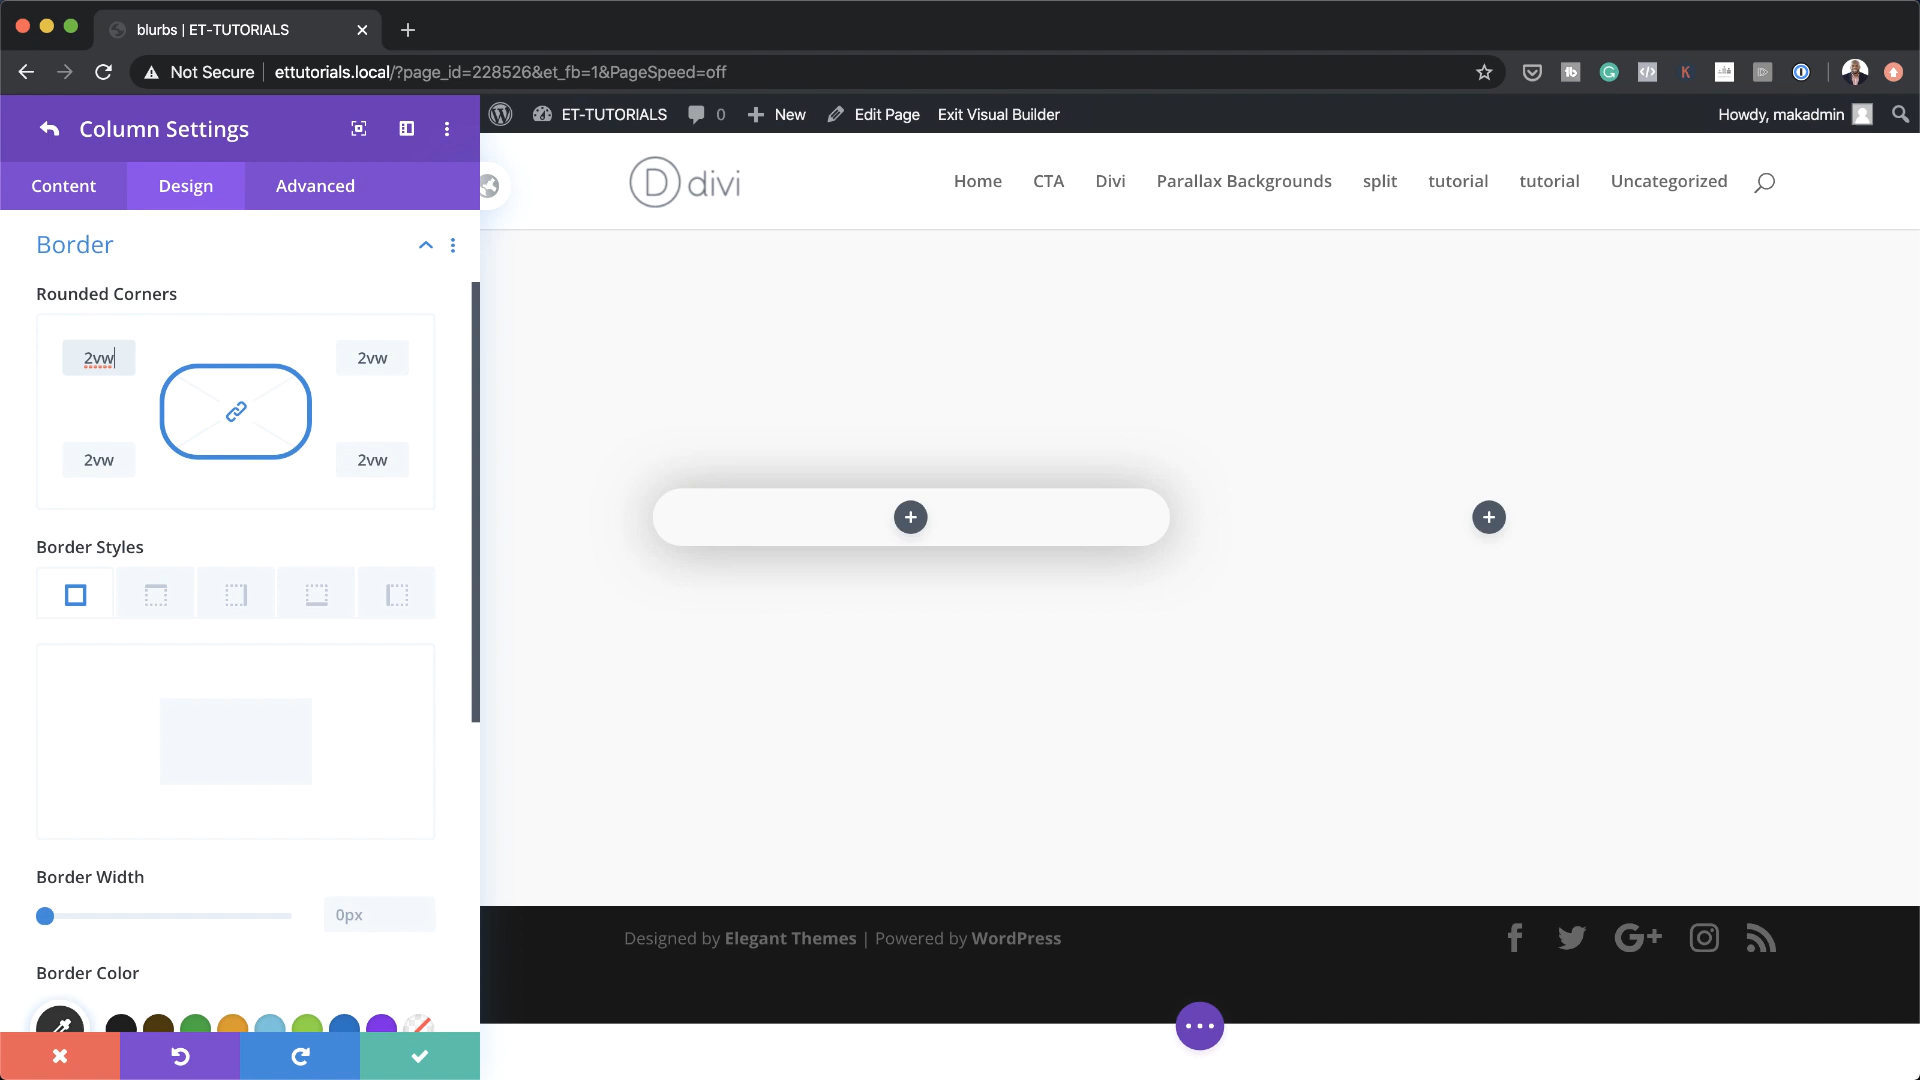 blurbs | ET-TUTORIALS
Not Secure
ettutorials.local/?page_id=228526&et_fb=1&PageSpeed=off
Column Settings
ET-TUTORIALS
0
New
Edit Page
Exit Visual Builder
Howdy, makadmin
Content
Design
Advanced
divi
Home
CTA
Divi
Parallax Backgrounds
split
tutorial
tutorial
Uncategorized
Border
Rounded Corners
2vw
2vw
2vw
2vw
Border Styles
Border Width
0px
Border Color
Designed by Elegant Themes | Powered by WordPress